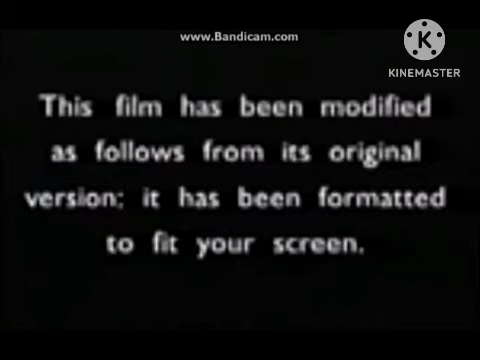 www.Bandicam.com
K
KINEMASTER
This film has been modified
as follows from its original
version: it has been formatted
to fit your screen.